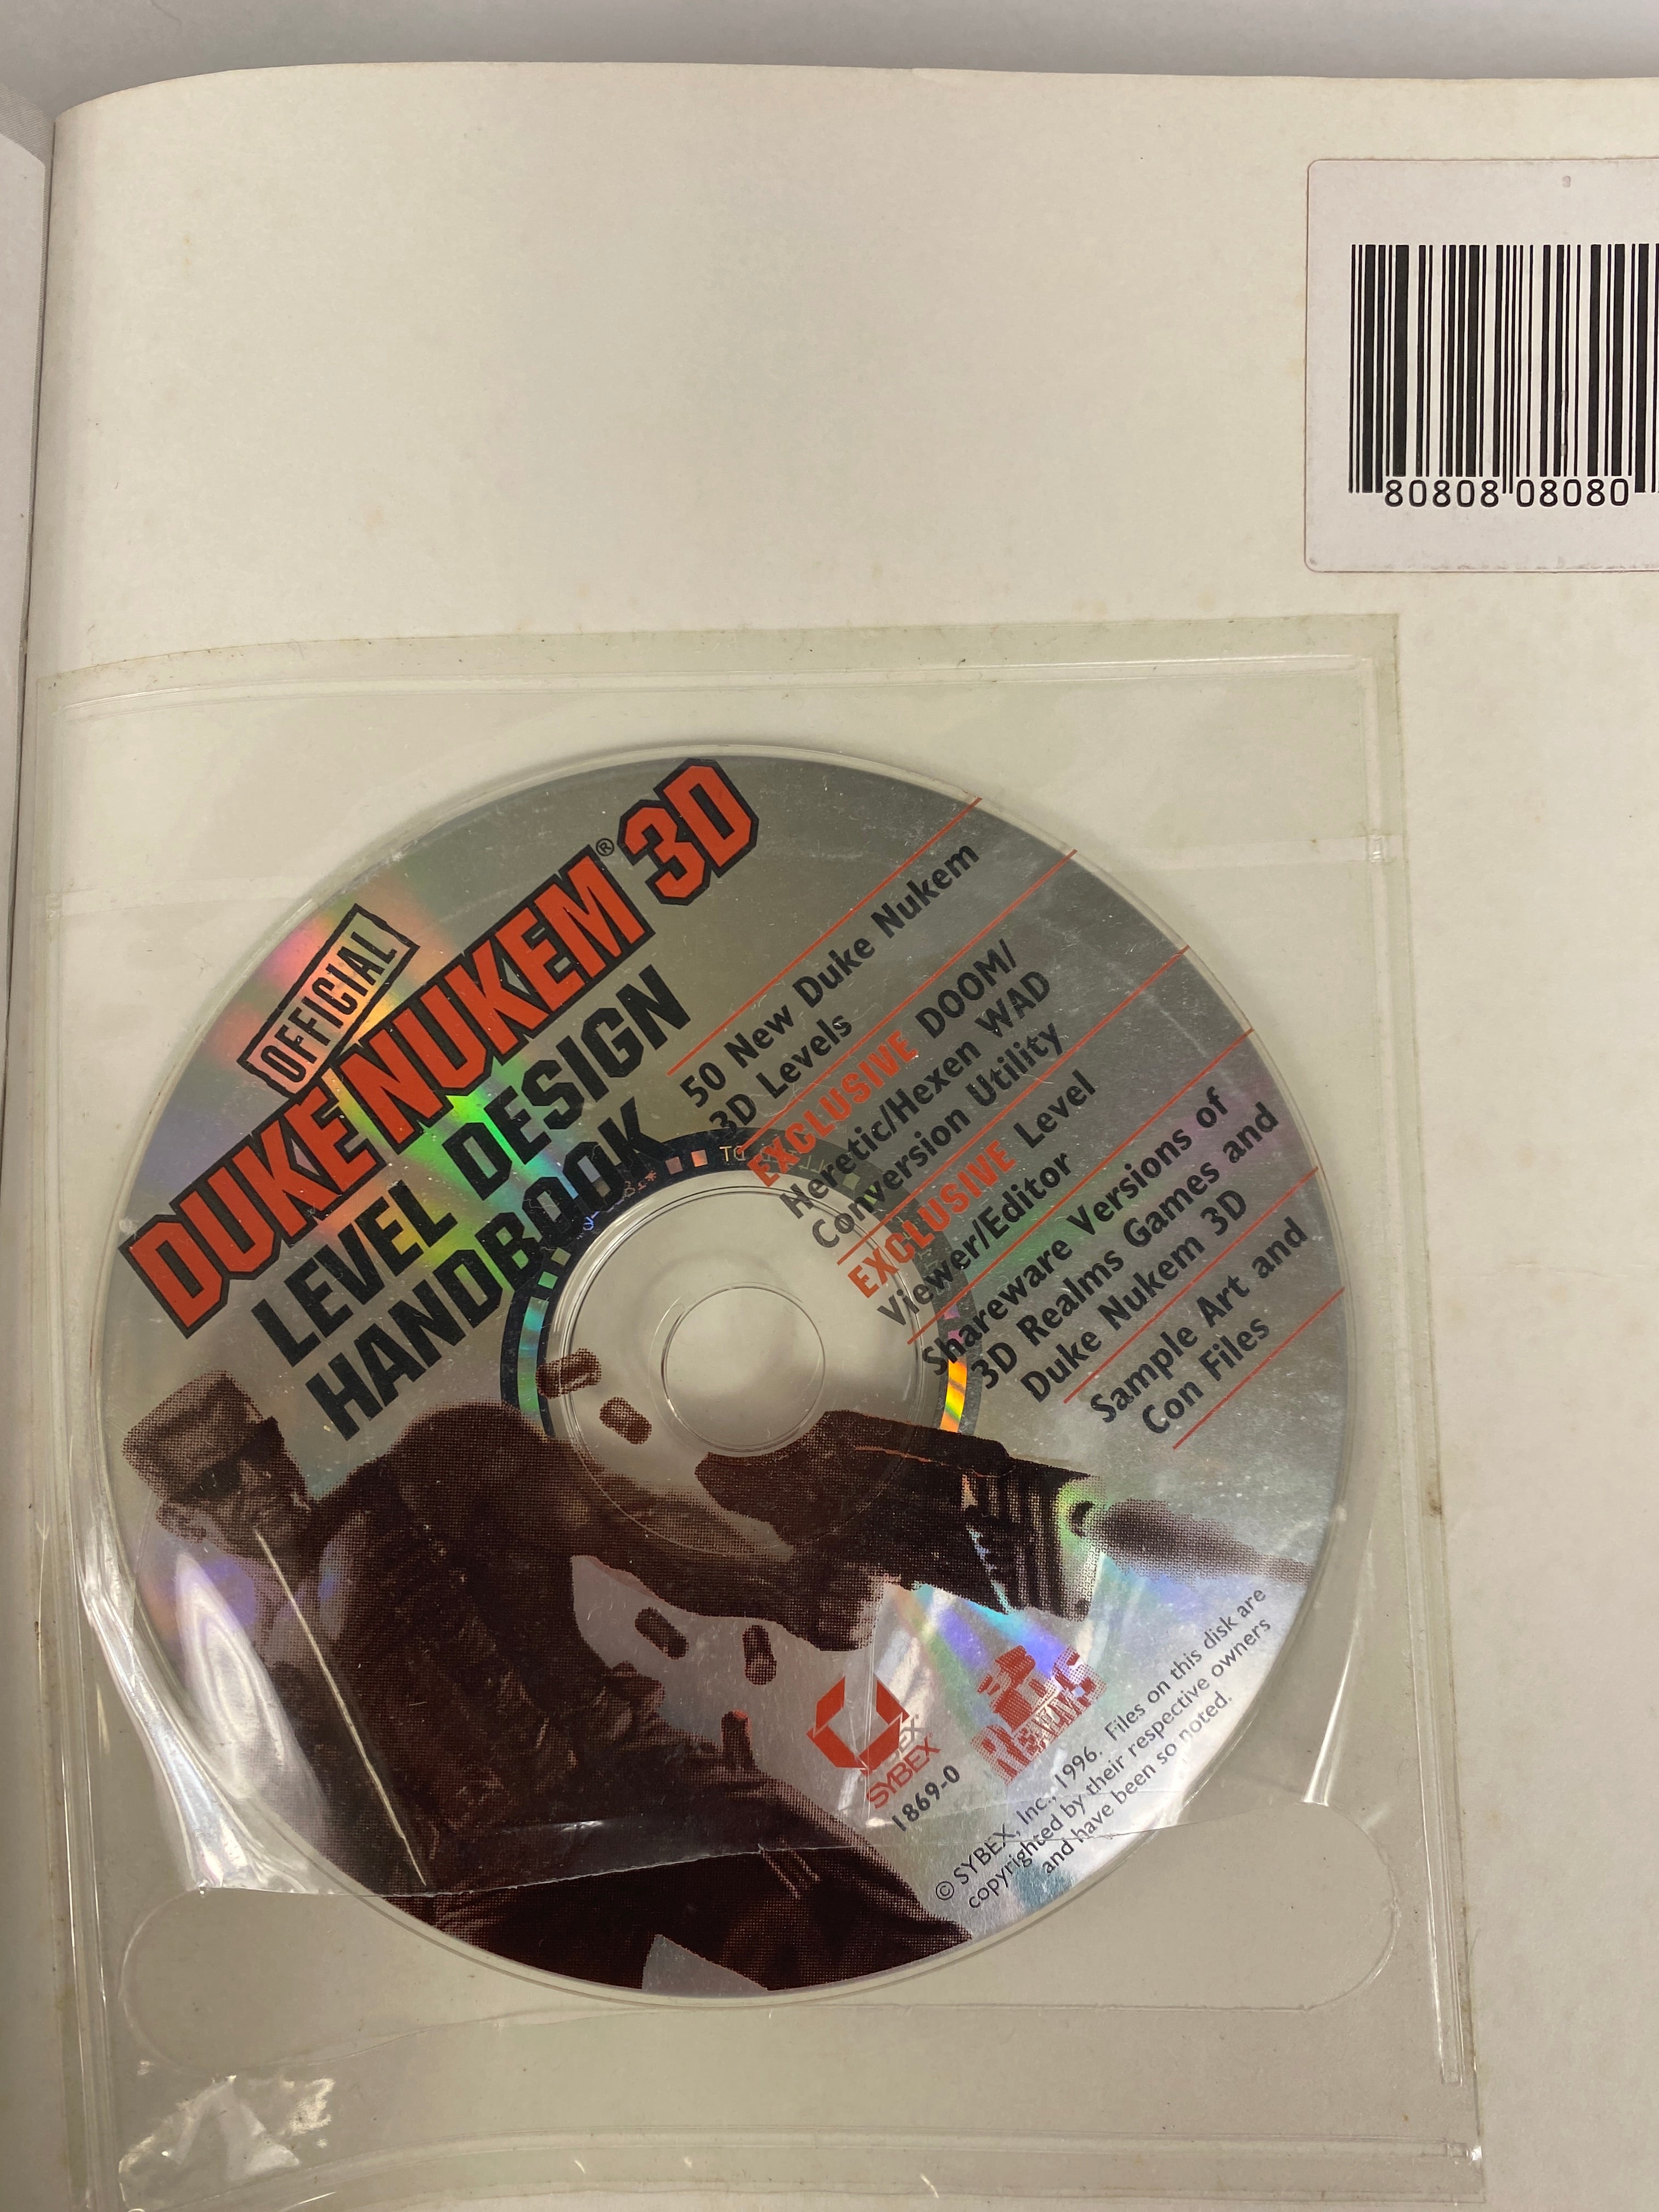 80808 08080
OFFICIAL
DUKE NUKEM® 3D
LEVEL DESIGN
HANDBOOK
50 New Duke Nukem
3D Levels
EXCLUSIVE DOOM/
Heretic/Hexen WAD
Conversion Utility
EXCLUSIVE Level
Viewer/Editor
Shareware Versions of
3D Realms Games and
Duke Nukem 3D
Sample Art and
Con Files
SYBEX
1869-0
3D
REALMS
© SYBEX, Inc., 1996. Files on this disk are
copyrighted by their respective owners
and have been so noted.